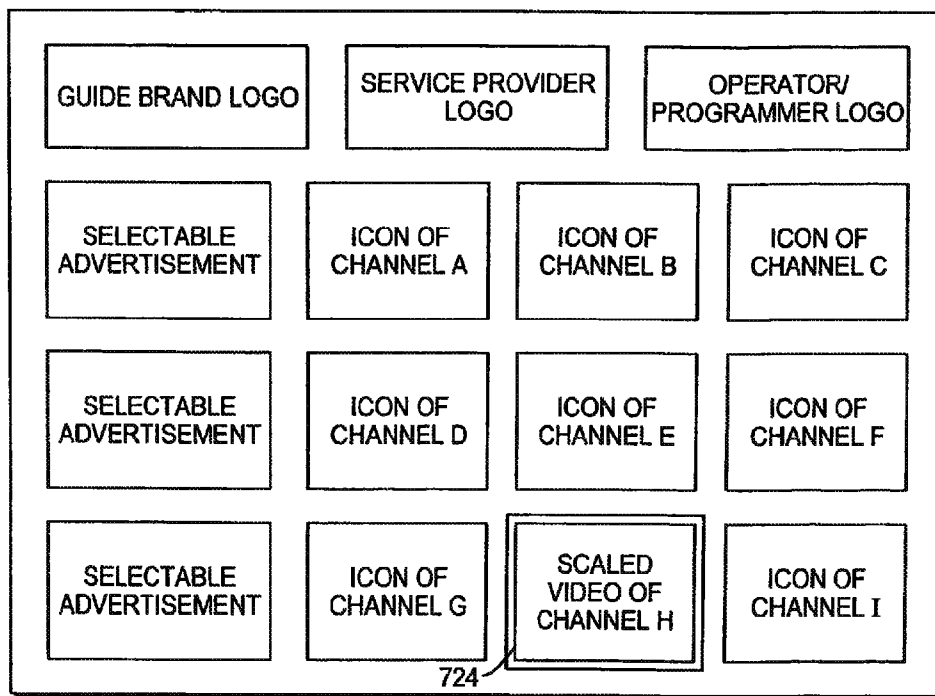 GUIDE BRAND LOGO
SERVICE PROVIDER
LOGO
OPERATOR/
PROGRAMMER LOGO
SELECTABLE
ADVERTISEMENT
ICON OF
CHANNEL A
ICON OF
CHANNEL B
ICON OF
CHANNEL C
SELECTABLE
ADVERTISEMENT
ICON OF
CHANNEL D
ICON OF
CHANNEL E
ICON OF
CHANNEL F
SELECTABLE
ADVERTISEMENT
ICON OF
CHANNEL G
SCALED
VIDEO OF
CHANNEL H
ICON OF
CHANNEL I
724